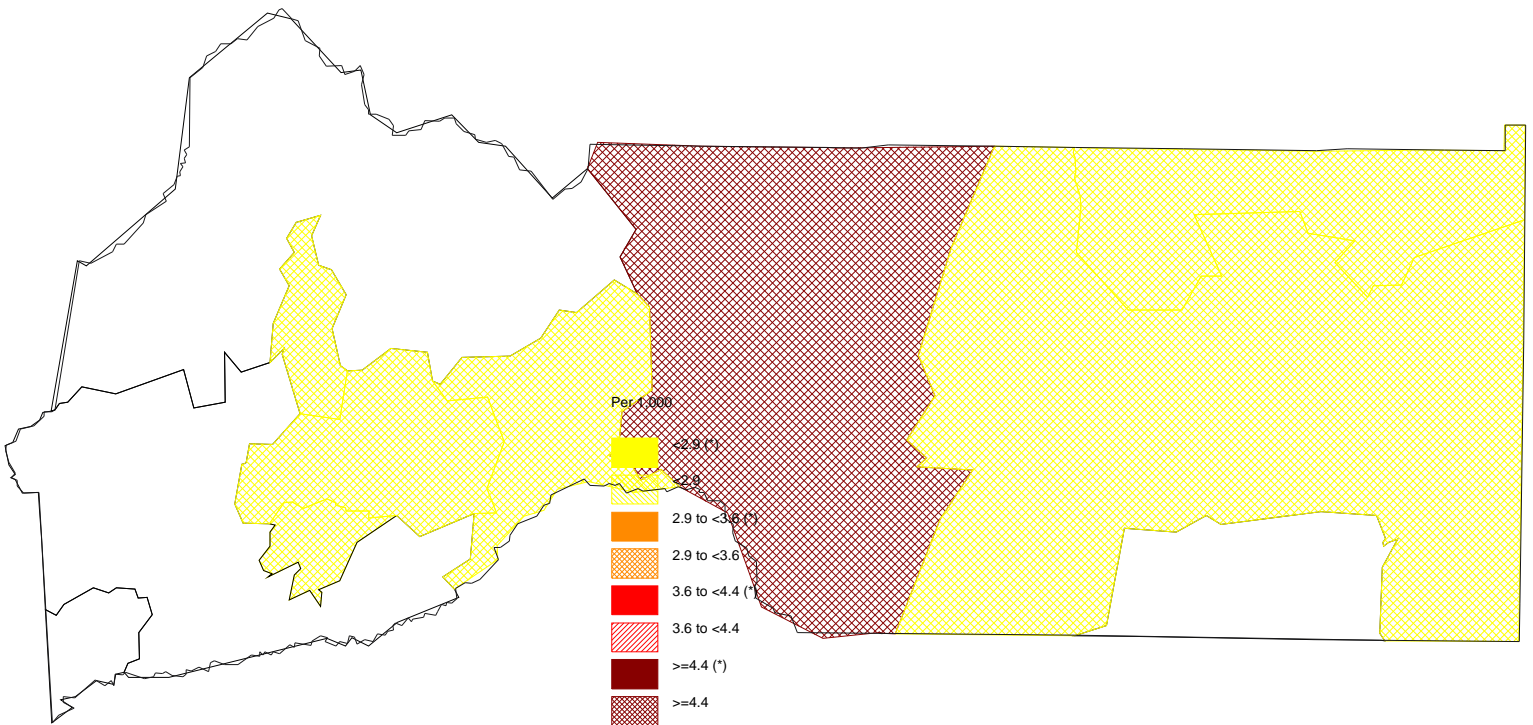 Per 1,000
<2.9 (*)
<2.9
2.9 to <3.6 (*)
2.9 to <3.6
3.6 to <4.4 (*)
3.6 to <4.4
>=4.4 (*)
>=4.4